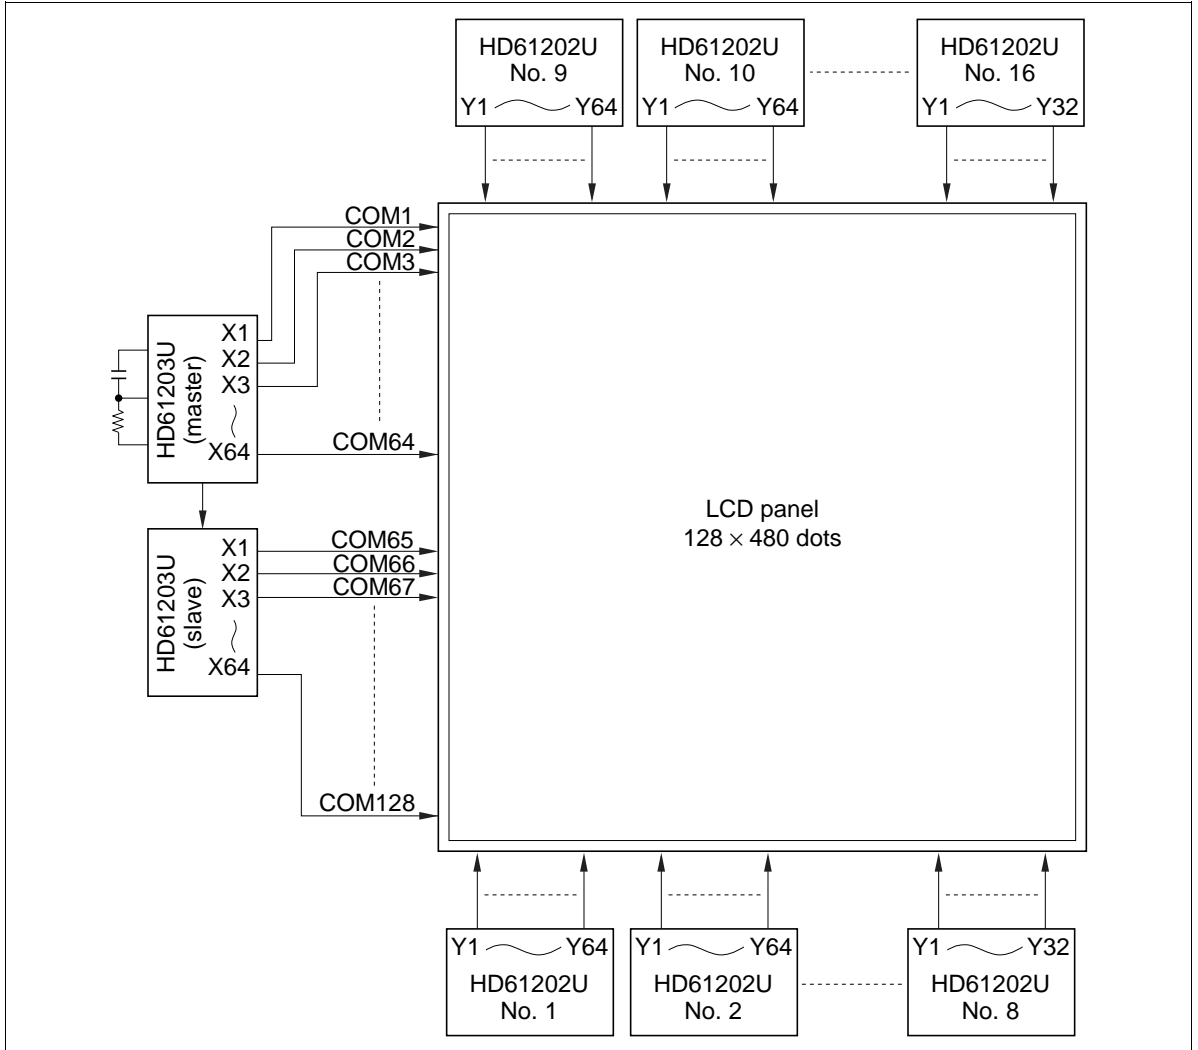 HD61202U
No. 9
Y1 Y64
HD61202U
No. 10
Y1 Y64
HD61202U
No. 16
Y1 Y32
COM1
COM2
COM3
COM64
HD61203U
(master)
X1
X2
X3
X64
COM65
COM66
COM67
COM128
HD61203U
(slave)
X1
X2
X3
X64
LCD panel
128 × 480 dots
Y1 Y64
HD61202U
No. 1
Y1 Y64
HD61202U
No. 2
Y1 Y32
HD61202U
No. 8